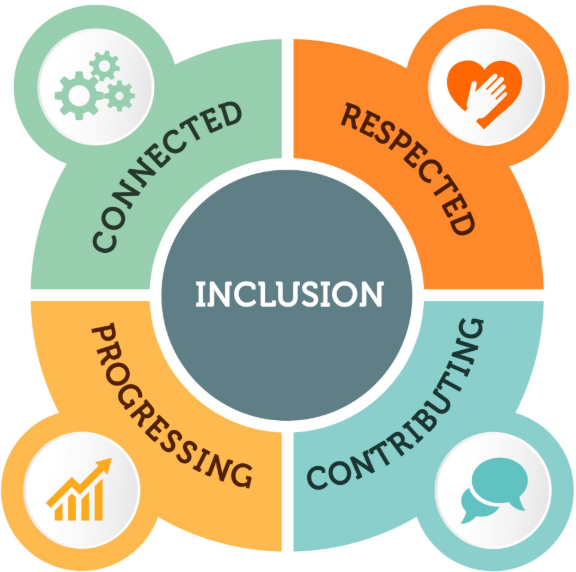 CONNECTED
RESPECTED
INCLUSION
PROGRESSING
CONTRIBUTING